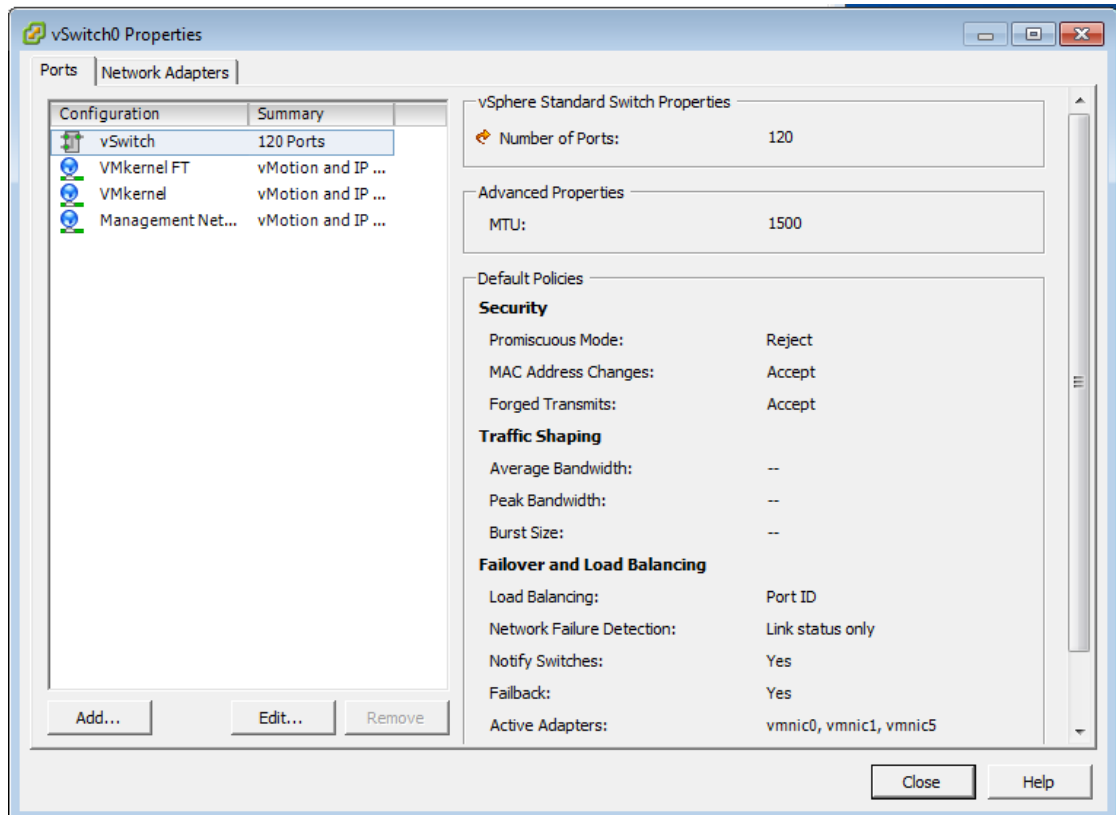 vSwitch0 Properties
Ports Network Adapters
Configuration Summary
vSwitch 120 Ports
VMkernel FT vMotion and IP ...
VMkernel vMotion and IP ...
Management Net... vMotion and IP ...
Add... Edit... Remove
vSphere Standard Switch Properties
Number of Ports: 120
Advanced Properties
MTU: 1500
Default Policies
Security
Promiscuous Mode: Reject
MAC Address Changes: Accept
Forged Transmits: Accept
Traffic Shaping
Average Bandwidth: --
Peak Bandwidth: --
Burst Size: --
Failover and Load Balancing
Load Balancing: Port ID
Network Failure Detection: Link status only
Notify Switches: Yes
Failback: Yes
Active Adapters: vmnic0, vmnic1, vmnic5
Close Help